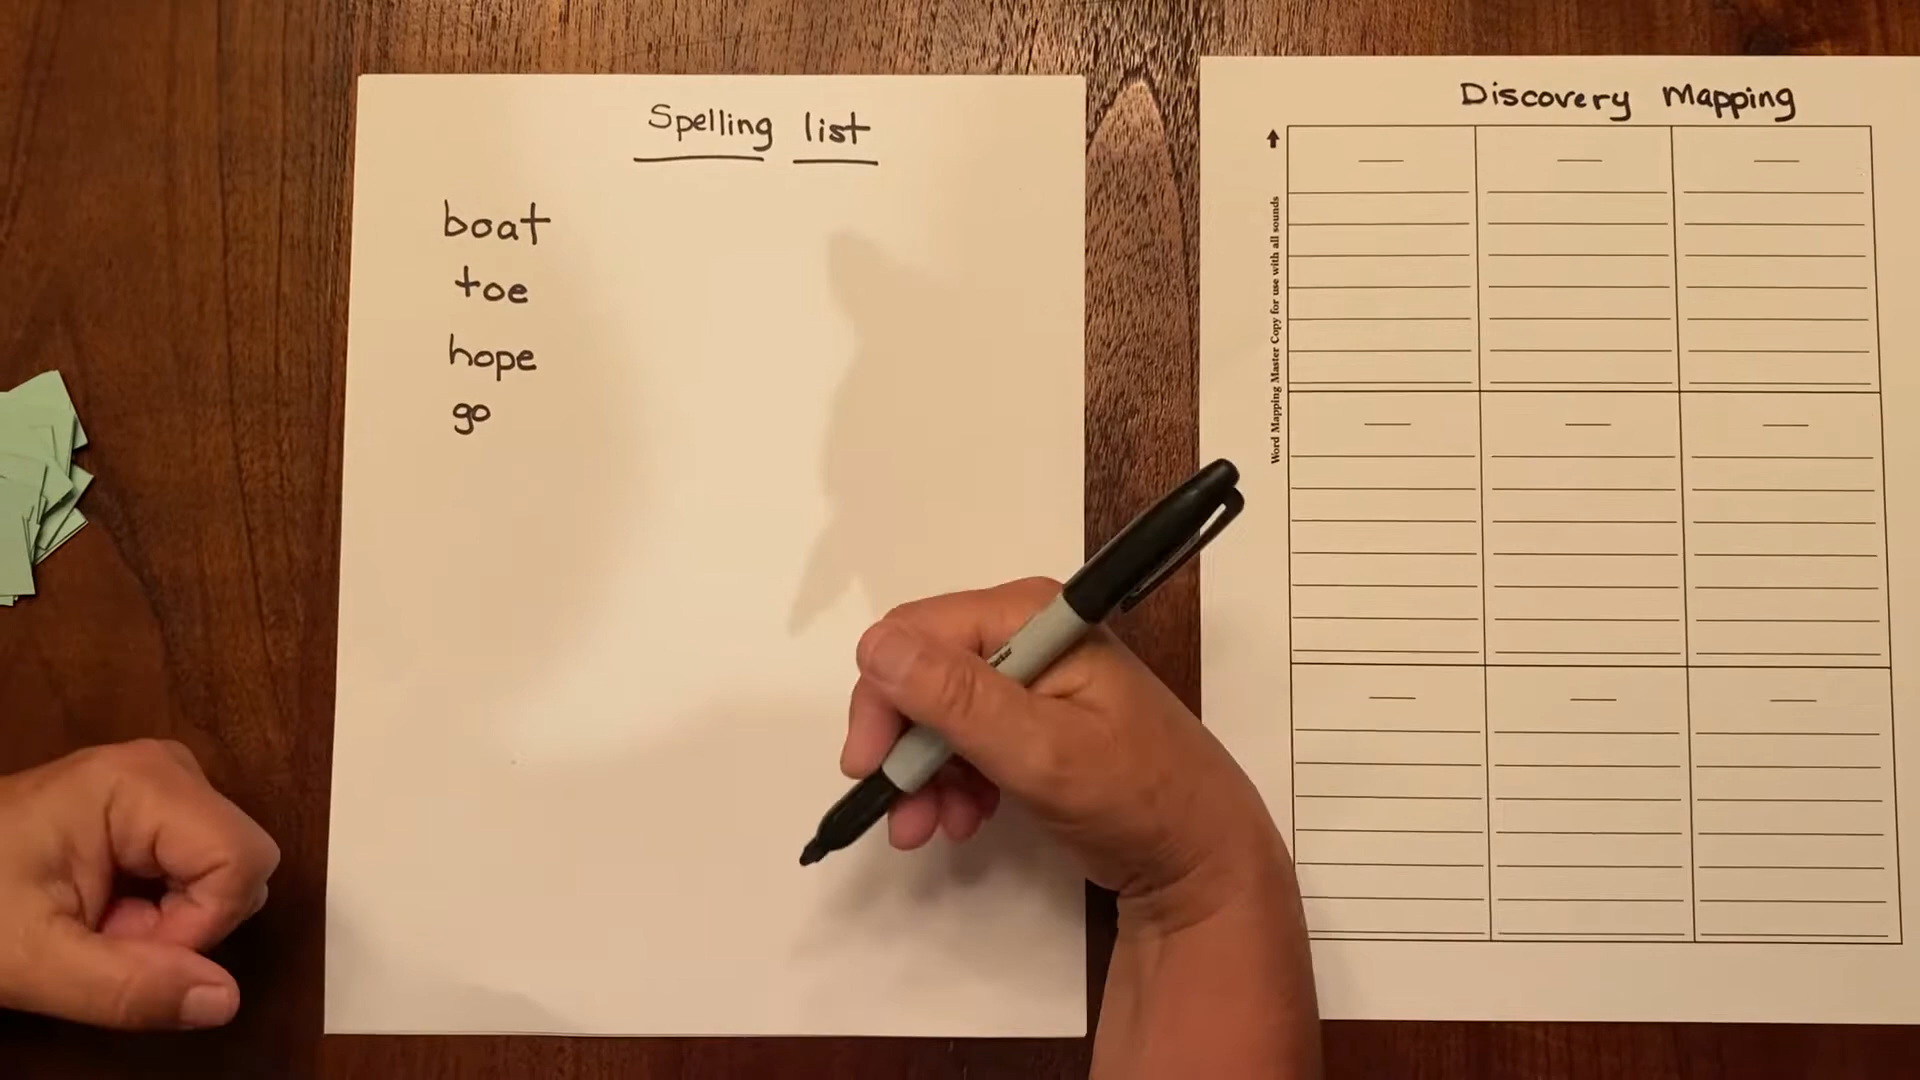 Spelling list
boat
toe
hope
go
Discovery Mapping
Word Mapping Master Copy for use with all sounds